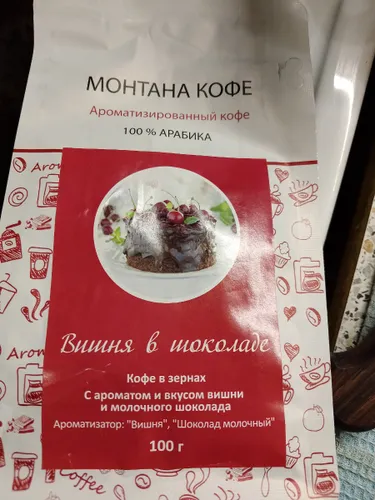 МОНТАНА КОФЕ
Ароматизированный кофе
100 % АРАБИКА
Вишня в шоколаде
Кофе в зернах
С ароматом и вкусом вишни
и молочного шоколада
Ароматизатор: "Вишня", "Шоколад молочный"
100 г
Coffee